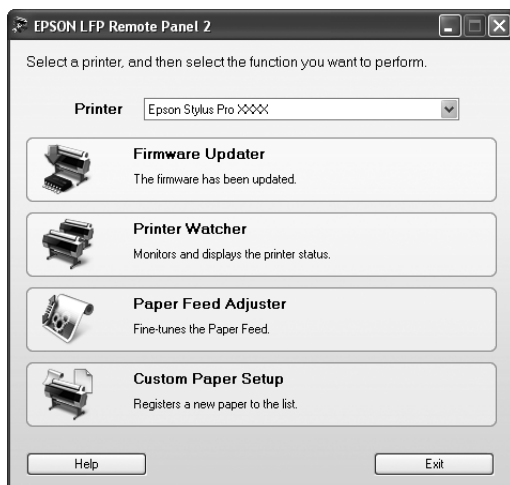 EPSON LFP Remote Panel 2
Select a printer, and then select the function you want to perform.
Printer Epson Stylus Pro XXXX
Firmware Updater
The firmware has been updated.
Printer Watcher
Monitors and displays the printer status.
Paper Feed Adjuster
Fine-tunes the Paper Feed.
Custom Paper Setup
Registers a new paper to the list.
Help Exit